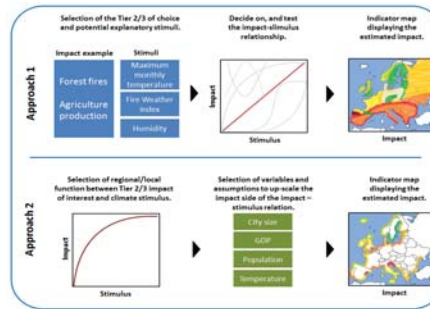 Approach 1
Selection of the Tier 2/3 of choice
and potential explanatory stimuli.
Impact example
Stimuli
Forest fires
Agriculture
production
Maximum
monthly
temperature
Fire Weather
index
Humidity
Decide on, and test
the impact-stimulus
relationship.
Impact
Stimulus
Indicator map
displaying the
estimated impact.
Impact
Approach 2
Selection of regional/local
function between Tier 2/3 impact
of interest and climate stimulus.
Impact
Stimulus
Selection of variables and
assumptions to up-scale the
impact side of the impact –
stimulus relation.
City size
GDP
Population
Temperature
Indicator map
displaying the
estimated impact.
Impact